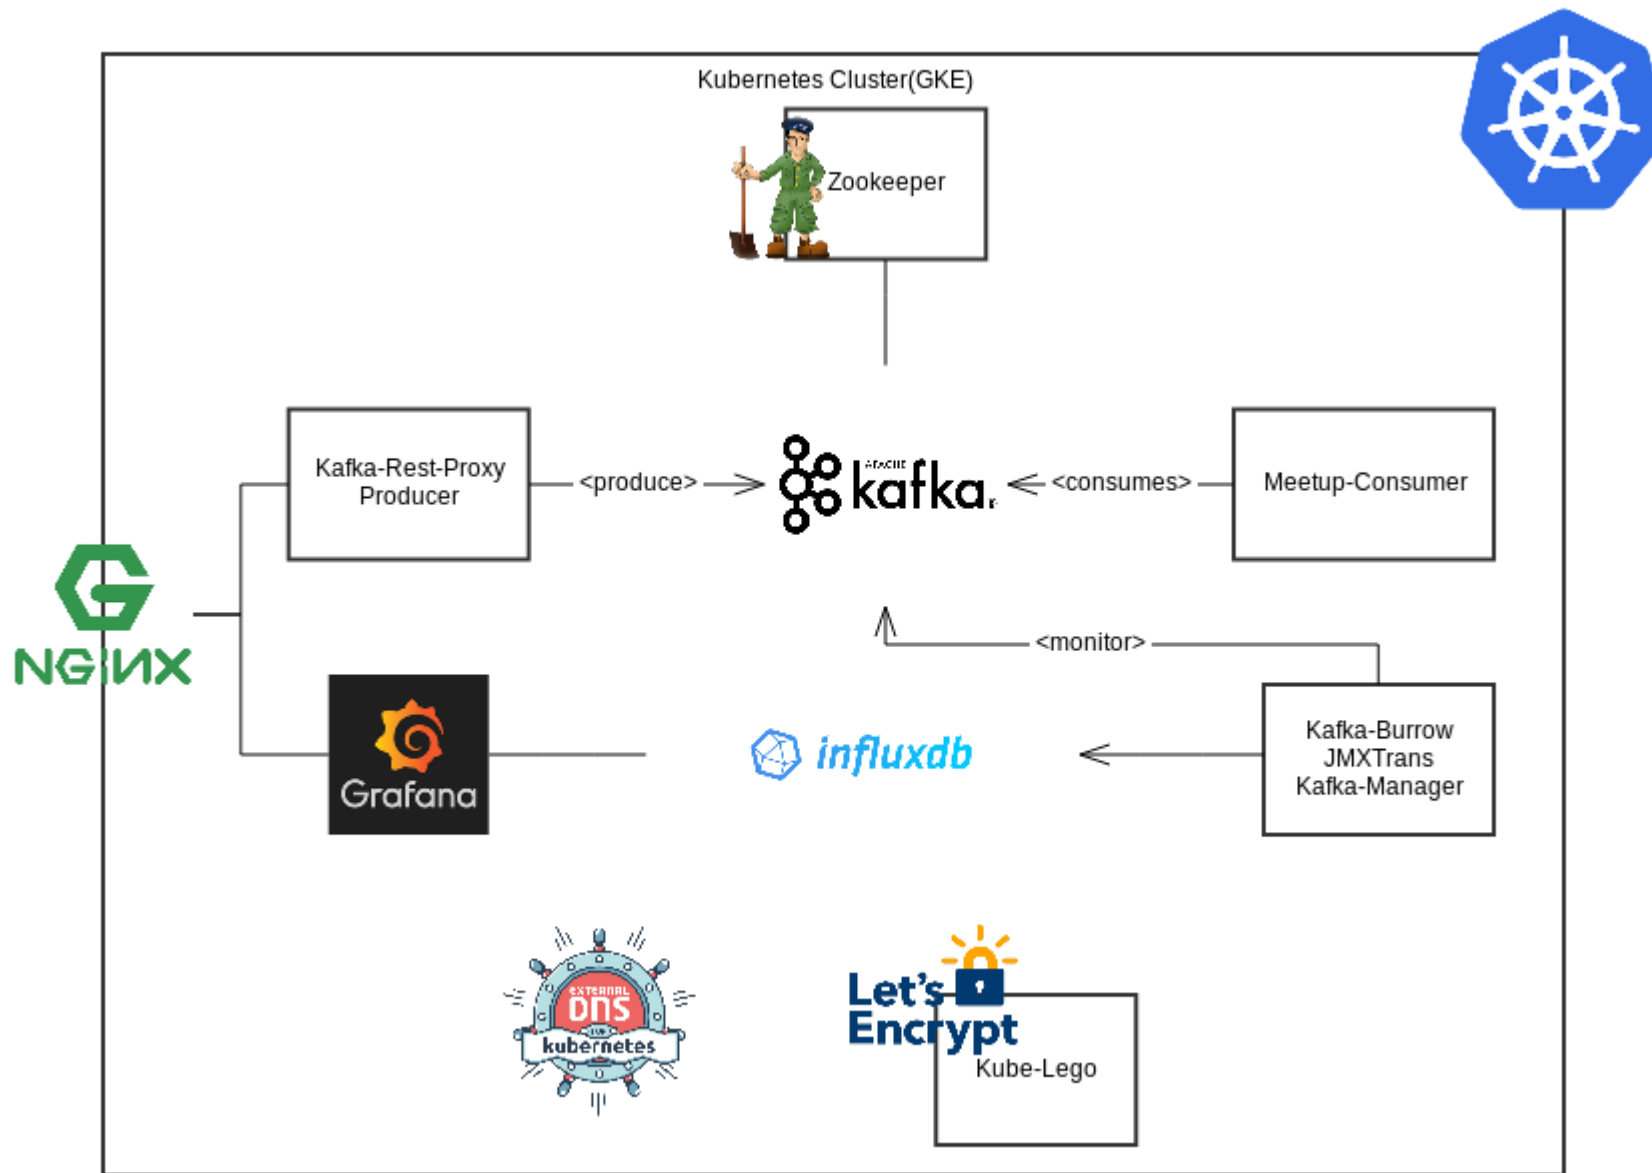 Kubernetes Cluster(GKE)
Zookeeper
Kafka-Rest-Proxy
Producer
<produce>
APACHE
kafka
<consumes>
Meetup-Consumer
NGiNX
<monitor>
Grafana
influxdb
Kafka-Burrow
JMXTrans
Kafka-Manager
EXTERNAL
DNS
kubernetes
Let's
Encrypt
Kube-Lego